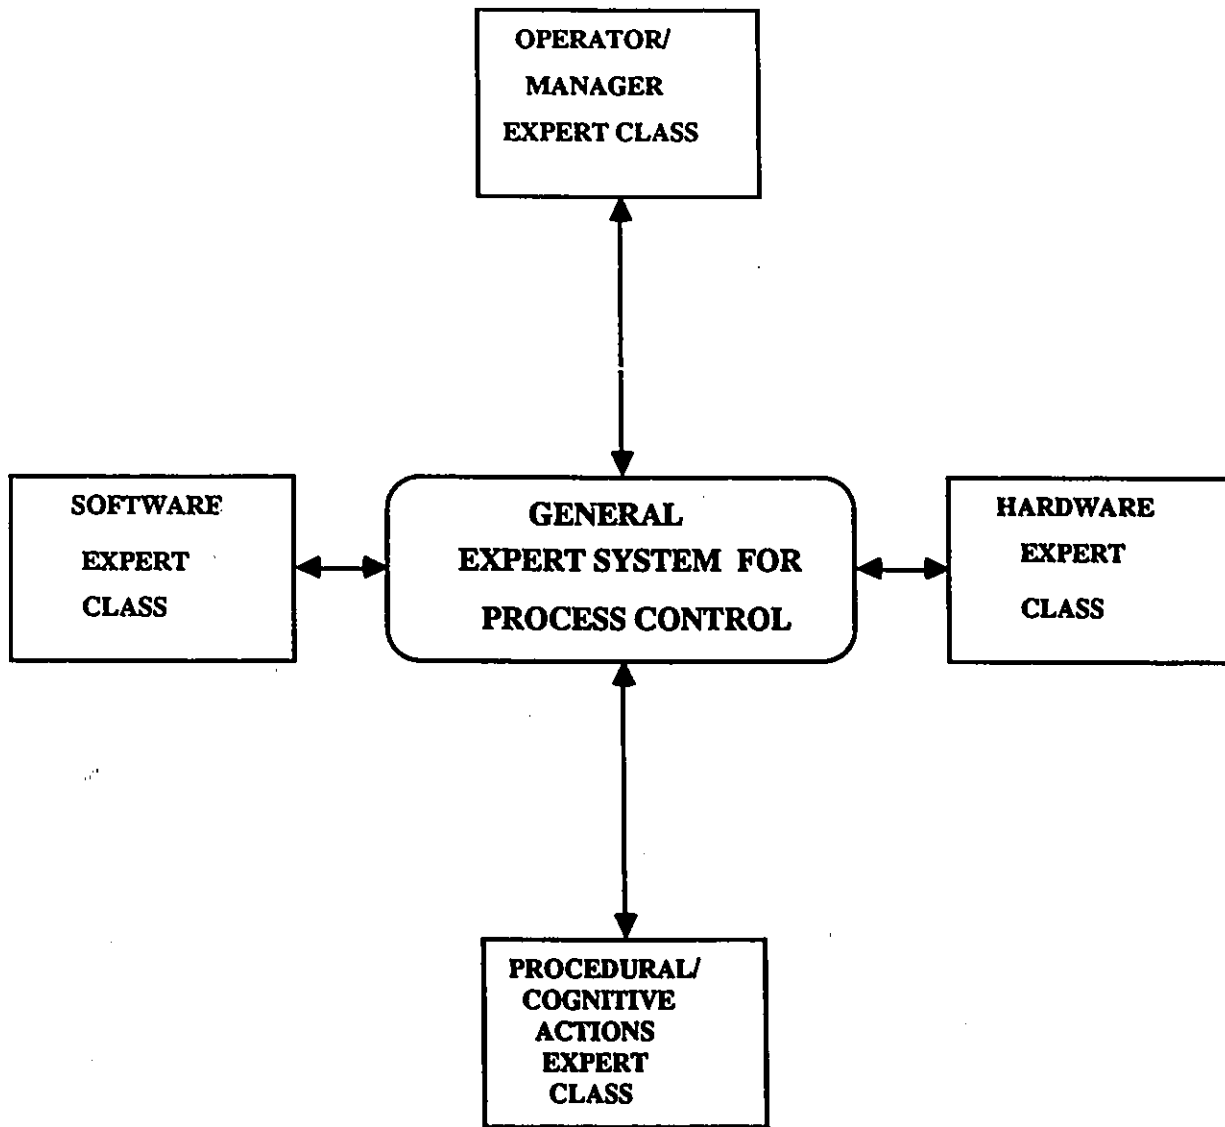 OPERATOR/
MANAGER
EXPERT CLASS
SOFTWARE
EXPERT
CLASS
GENERAL
EXPERT SYSTEM FOR
PROCESS CONTROL
HARDWARE
EXPERT
CLASS
PROCEDURAL/
COGNITIVE
ACTIONS
EXPERT
CLASS